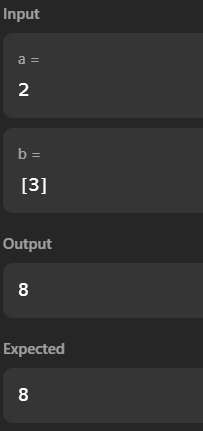 Input
a =
2
b =
[3]
Output
8
Expected
8